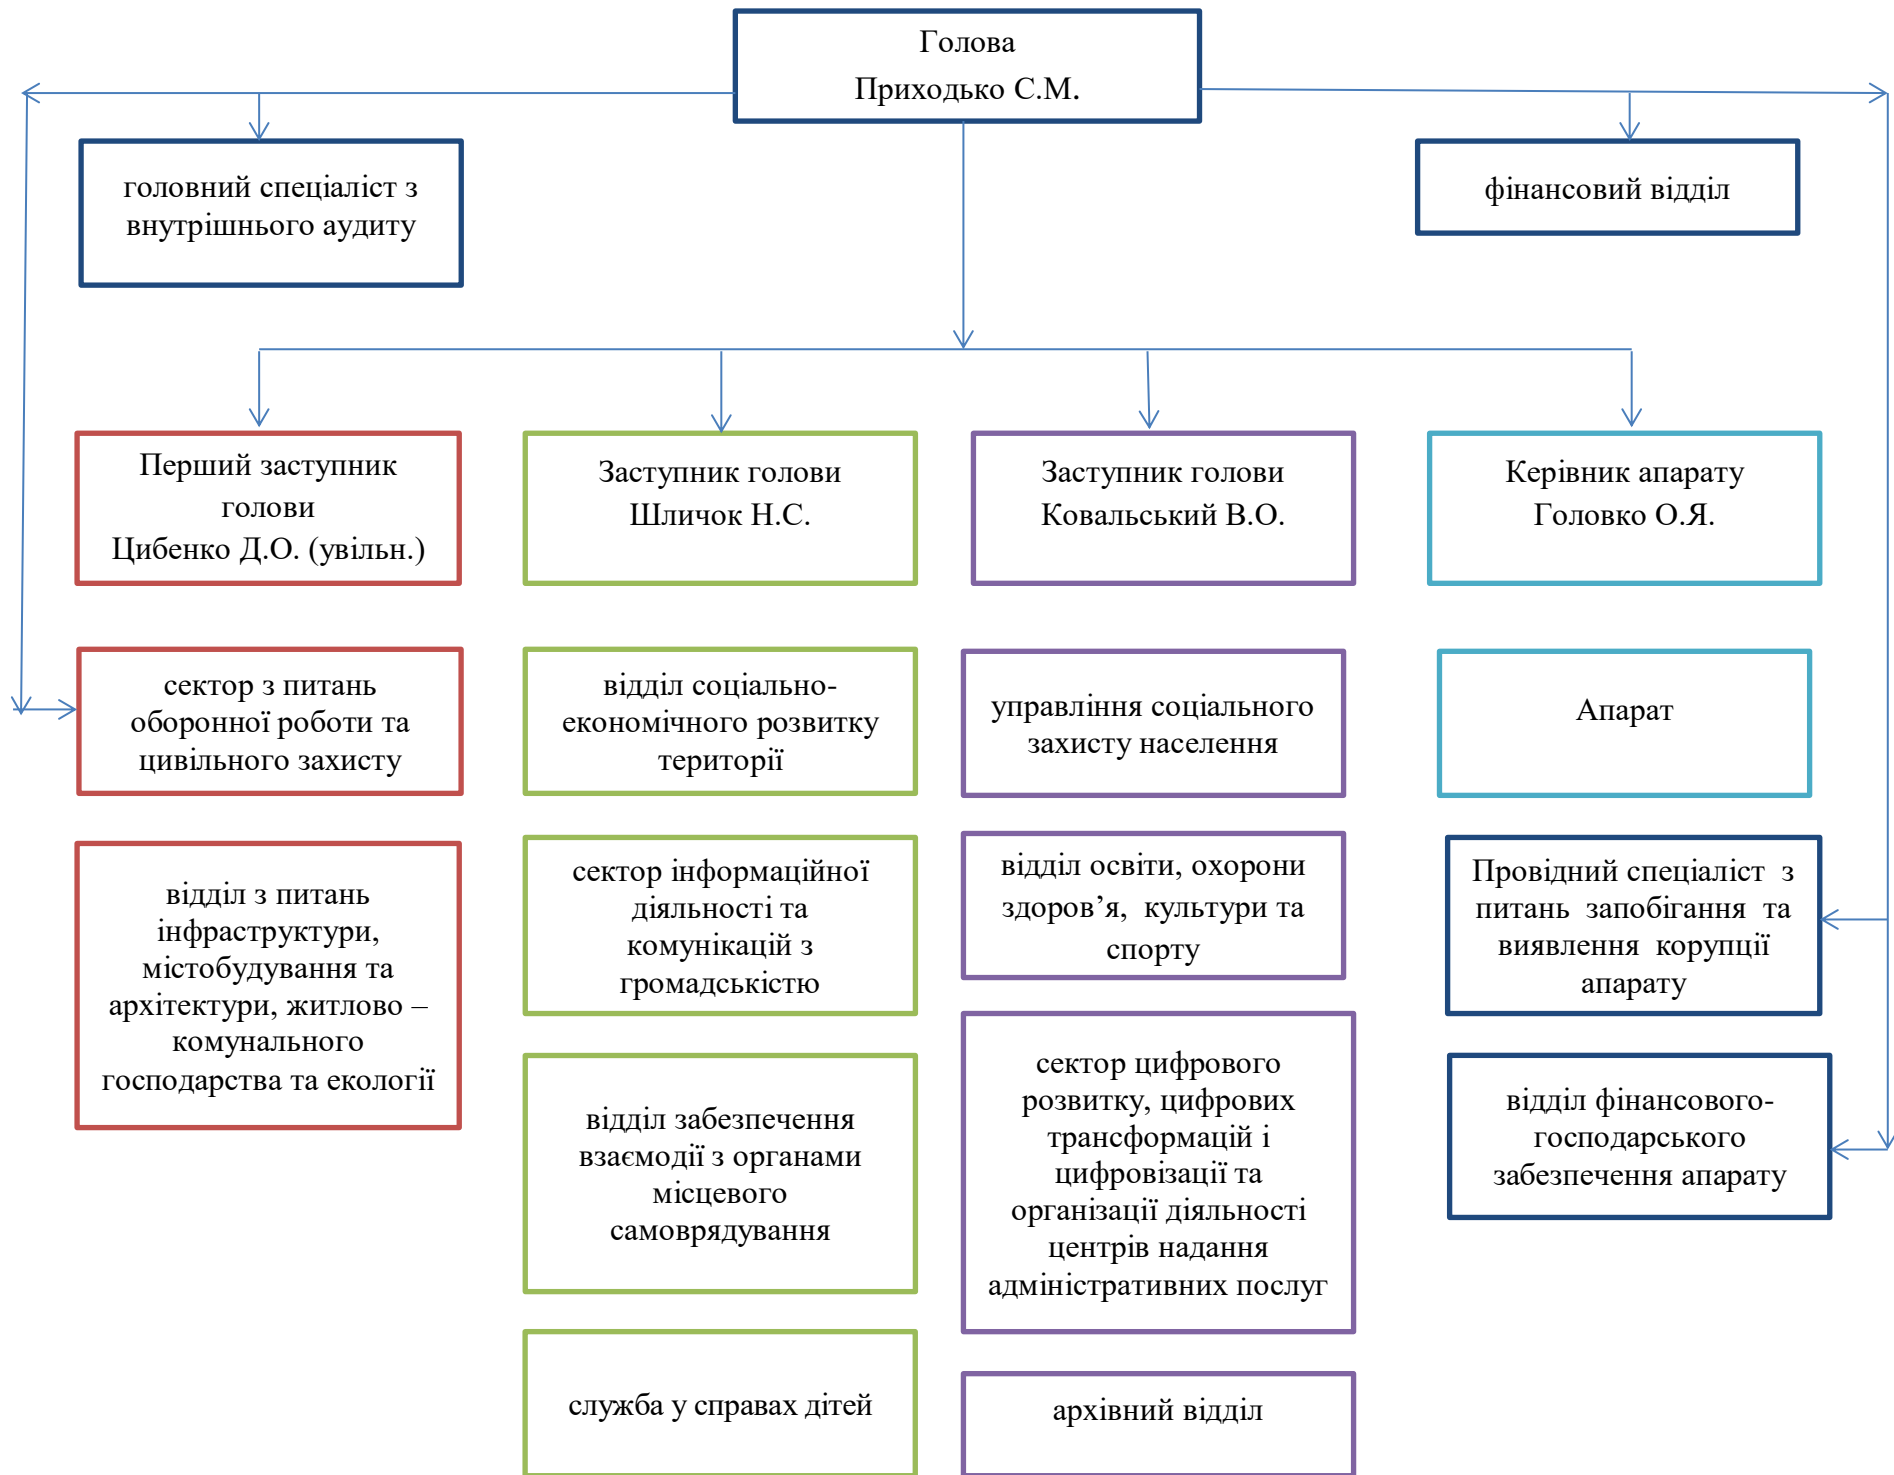 Голова
Приходько С.М.
головний спеціаліст з
внутрішнього аудиту
фінансовий відділ
Перший заступник
голови
Цибенко Д.О. (увільн.)
Заступник голови
Шличок Н.С.
Заступник голови
Ковальський В.О.
Керівник апарату
Головко О.Я.
сектор з питань
оборонної роботи та
цивільного захисту
відділ соціально-
економічного розвитку
території
управління соціального
захисту населення
Апарат
відділ з питань
інфраструктури,
містобудування та
архітектури, житлово –
комунального
господарства та екології
сектор інформаційної
діяльності та
комунікацій з
громадськістю
відділ освіти, охорони
здоров’я, культури та
спорту
Провідний спеціаліст з
питань запобігання та
виявлення корупції
апарату
відділ забезпечення
взаємодії з органами
місцевого
самоврядування
сектор цифрового
розвитку, цифрових
трансформацій і
цифровізації та
організації діяльності
центрів надання
адміністративних послуг
відділ фінансового-
господарського
забезпечення апарату
служба у справах дітей
архівний відділ